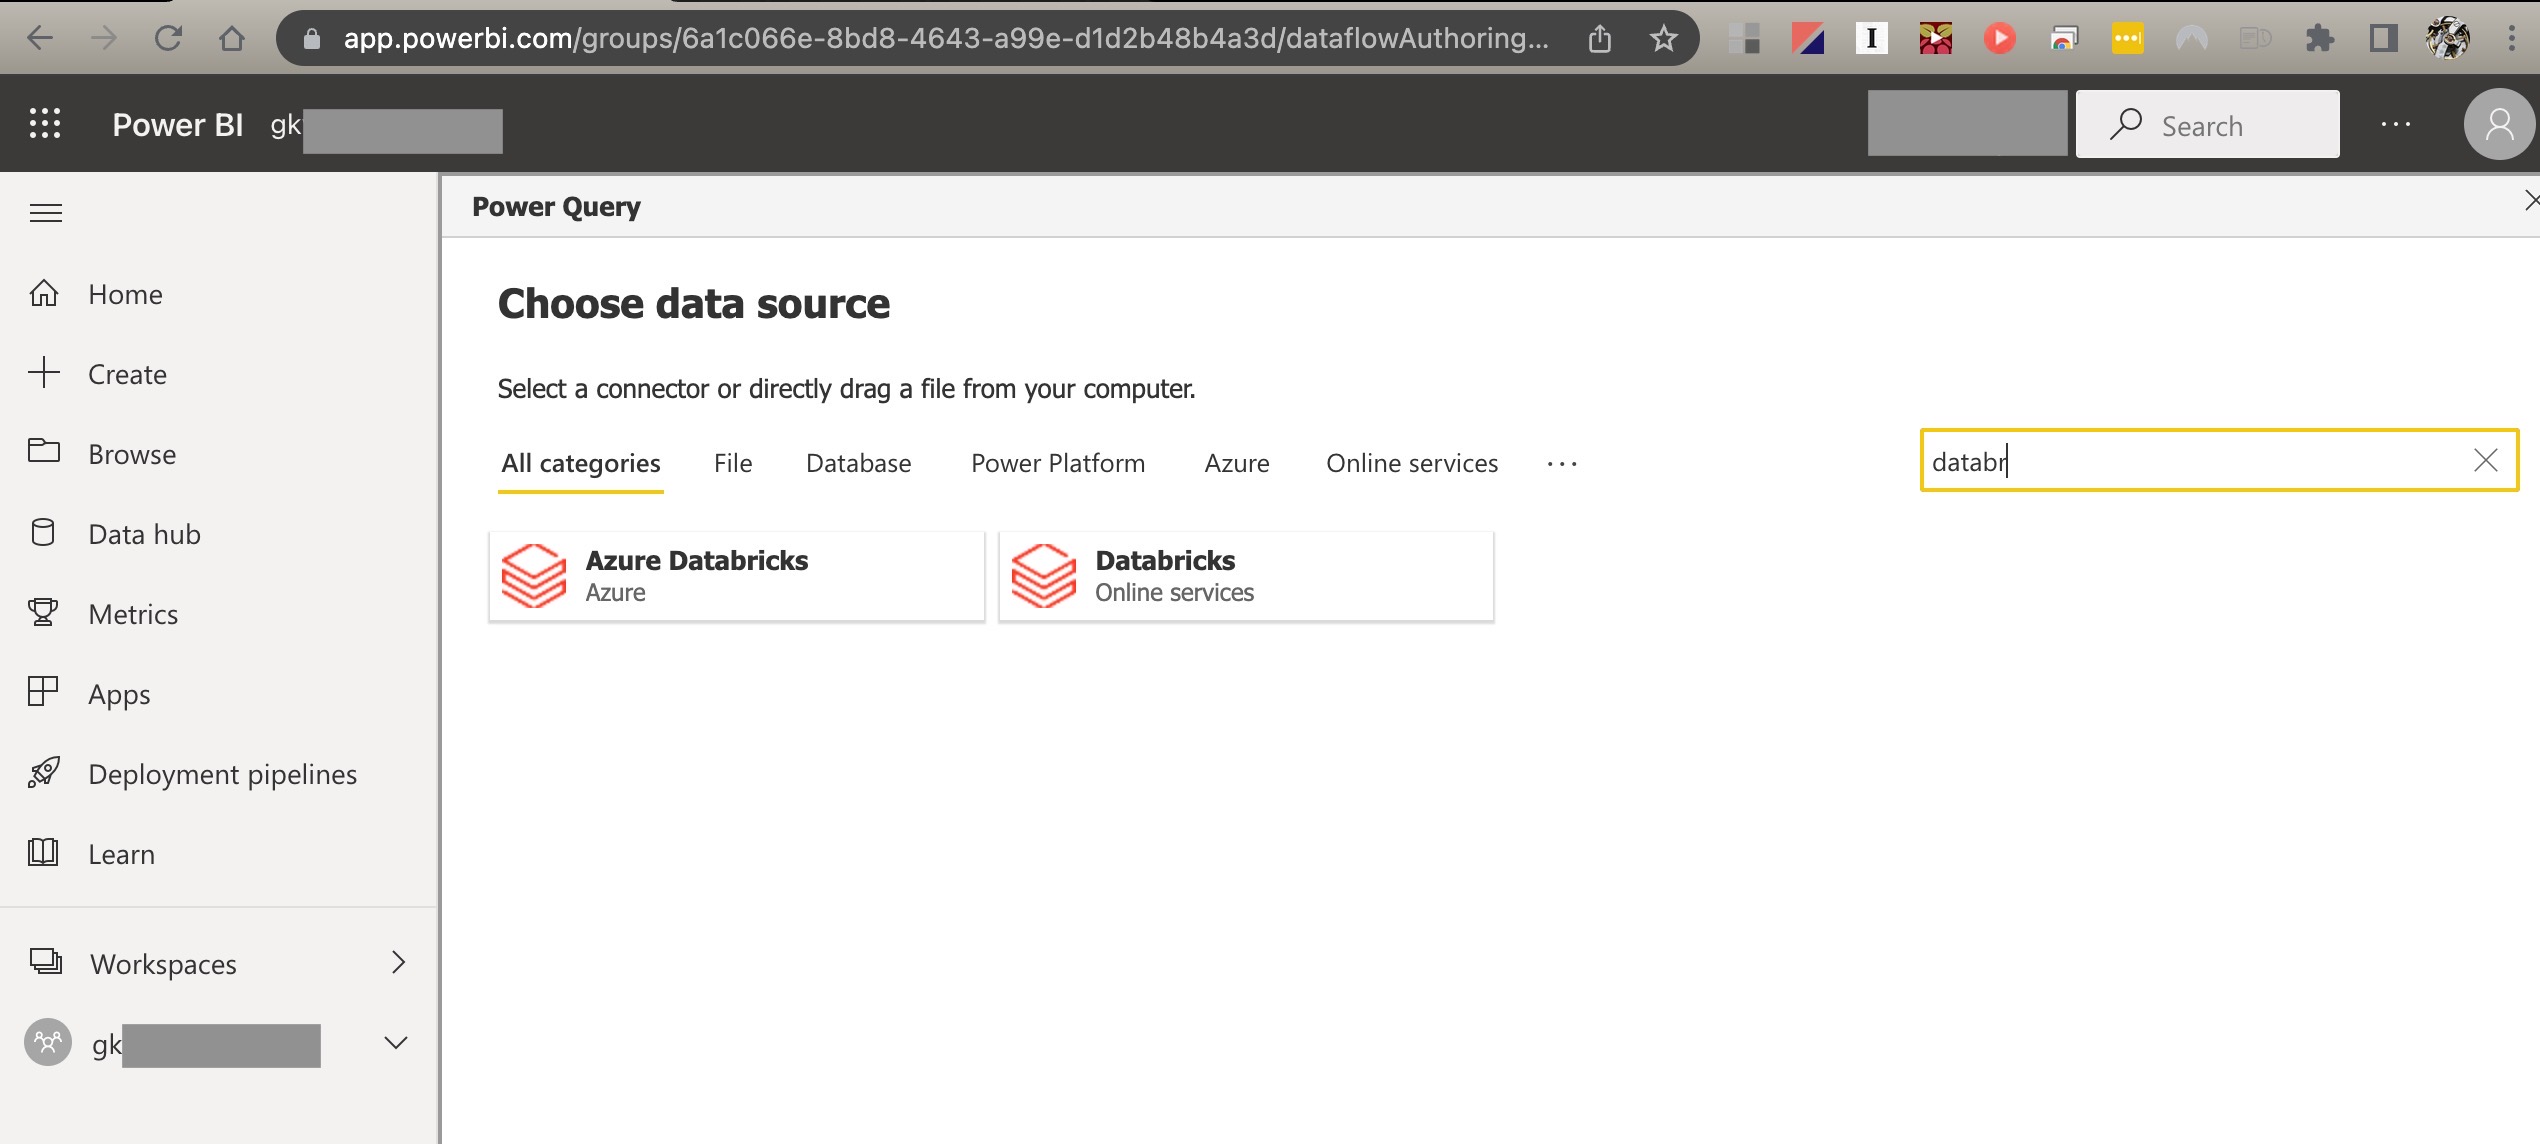 app.powerbi.com/groups/6a1c066e-8bd8-4643-a99e-d1d2b48b4a3d/dataflowAuthoring...
Power BI gk
Search
Power Query
Home
Create
Browse
Data hub
Metrics
Apps
Deployment pipelines
Learn
Workspaces
gk
Choose data source
Select a connector or directly drag a file from your computer.
All categories File Database Power Platform Azure Online services ...
databr
Azure Databricks
Azure
Databricks
Online services